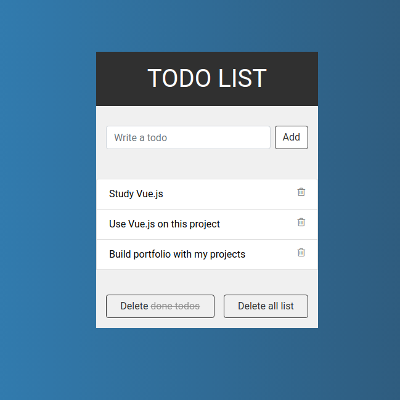 TODO LIST
Write a todo Add
Study Vue.js
Use Vue.js on this project
Build portfolio with my projects
Delete done todos Delete all list